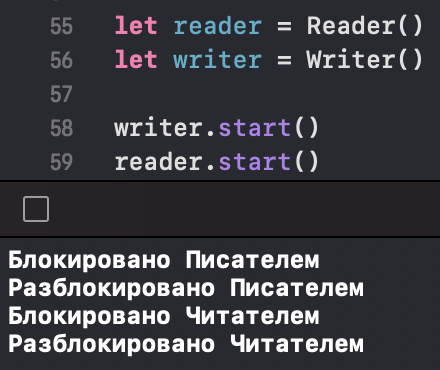 55 let reader = Reader()
56 let writer = Writer()
57
58 writer.start()
59 reader.start()
Блокировано Писателем
Разблокировано Писателем
Блокировано Читателем
Разблокировано Читателем